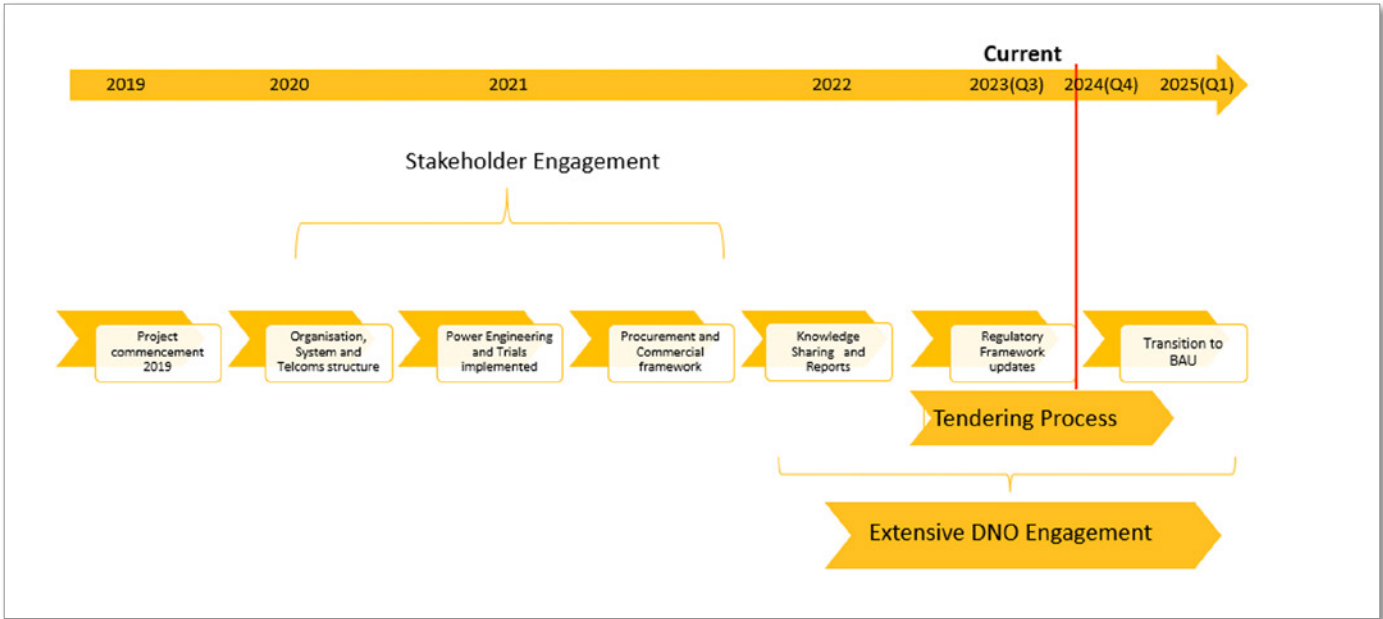 Current
2019 2020 2021 2022 2023(Q3) 2024(Q4) 2025(Q1)
Stakeholder Engagement
Project
commencement
2019
Organisation,
System and
Telcoms structure
Power Engineering
and Trials
implemented
Procurement and
Commercial
framework
Knowledge
Sharing and
Reports
Regulatory
Framework
updates
Transition to
BAU
Tendering Process
Extensive DNO Engagement